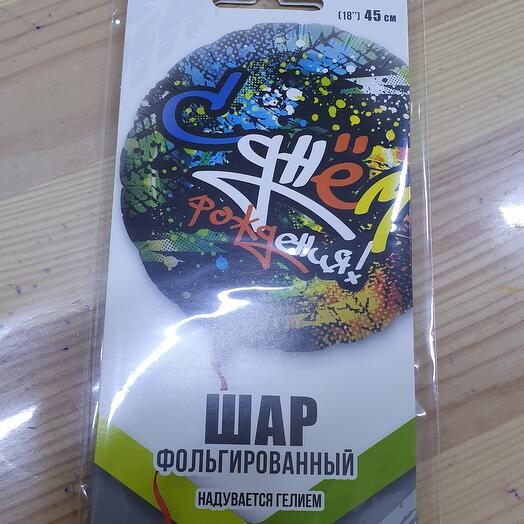 (18") 45 см
С
Днём
рождения!
ШАР
ФОЛЬГИРОВАННЫЙ
НАДУВАЕТСЯ ГЕЛИЕМ